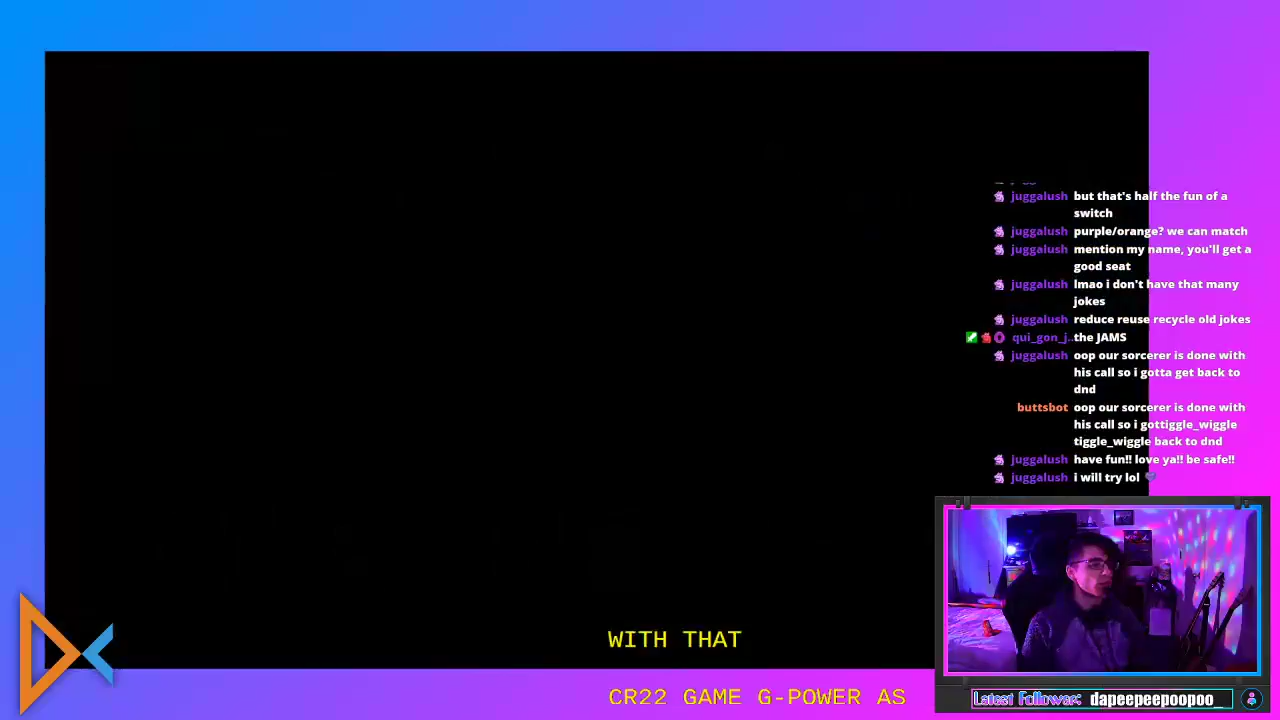 juggalush but that's half the fun of a
switch
juggalush purple/orange? we can match
juggalush mention my name, you'll get a
good seat
juggalush lmao i don't have that many
jokes
juggalush reduce reuse recycle old jokes
qui_gon_j.. the JAMS
juggalush oop our sorcerer is done with
his call so i gotta get back to
dnd
buttsbot oop our sorcerer is done with
his call so i gottiggle_wiggle
tiggle_wiggle back to dnd
juggalush have fun!! love ya!! be safe!!
juggalush i will try lol
WITH THAT
CR22 GAME G-POWER AS
Latest Follower: dapeepeepoopoo_